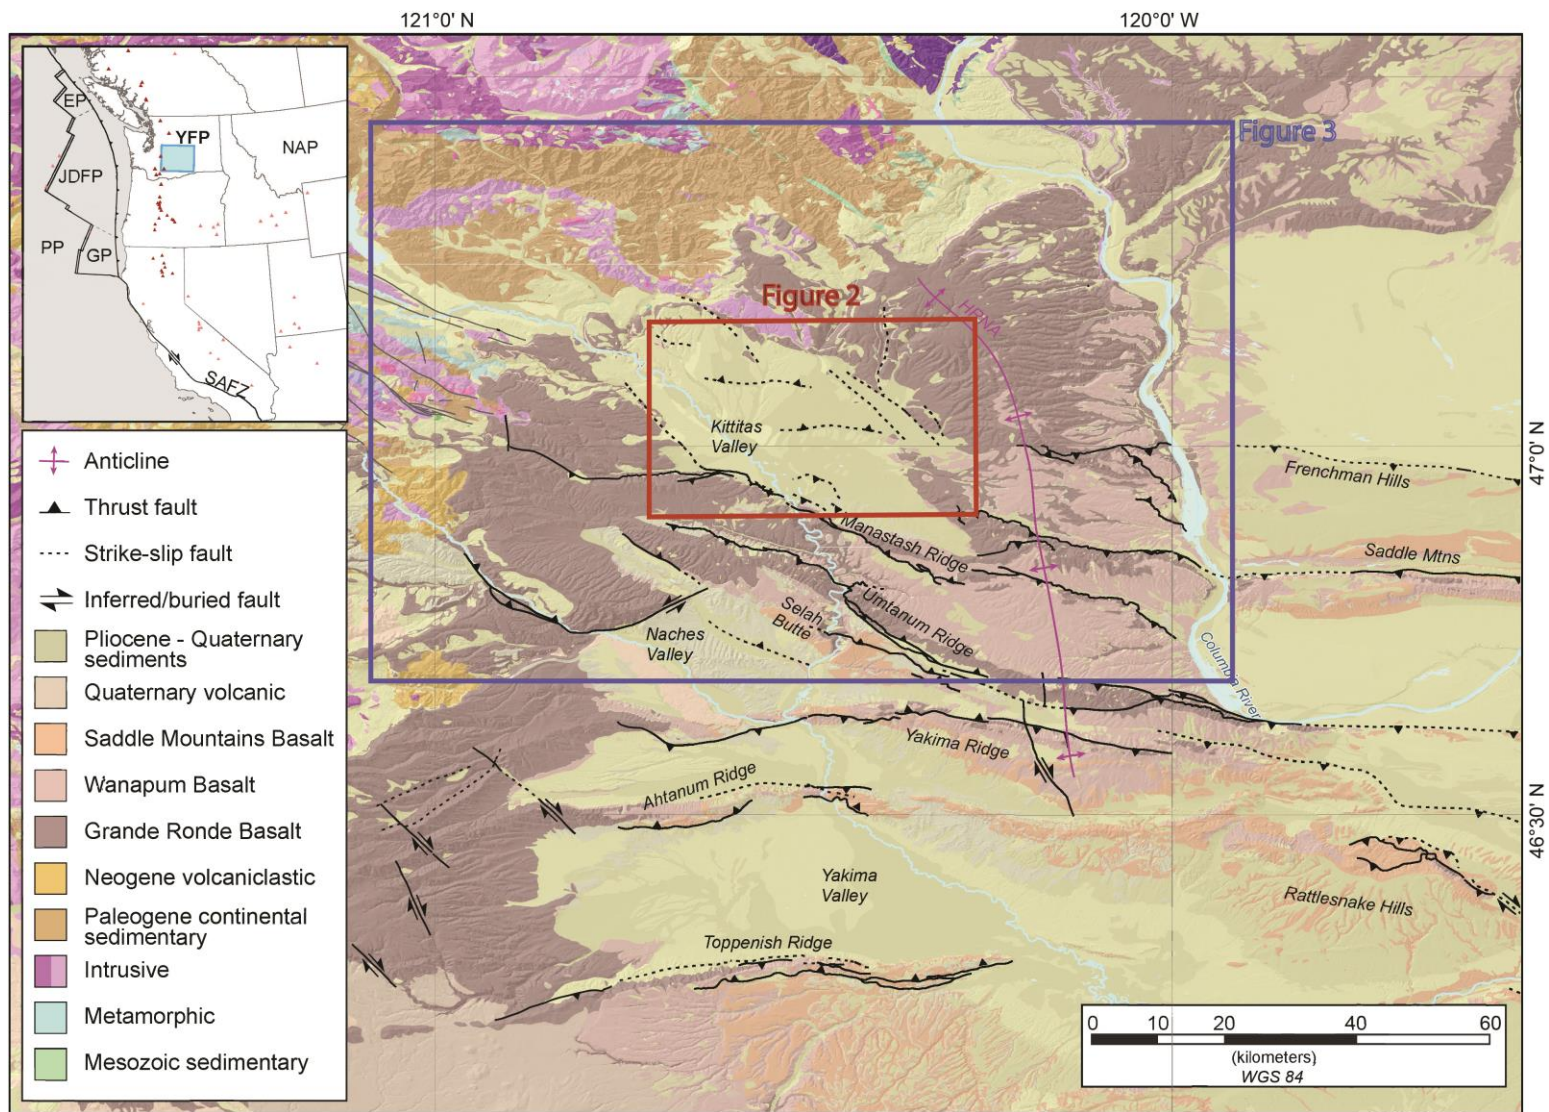 121°0' N
120°0' W
EP
YFP
NAP
JDFP
PP
GP
SAFZ
Figure 3
Figure 2
HRNA
Kittitas
Valley
47°0' N
Frenchman Hills
Manastash Ridge
Saddle Mtns
Umtanum Ridge
Selah
Butte
Naches
Valley
Columbia River
Yakima Ridge
Ahtanum Ridge
46°30' N
Yakima
Valley
Rattlesnake Hills
Toppenish Ridge
Anticline
Thrust fault
Strike-slip fault
Inferred/buried fault
Pliocene - Quaternary
sediments
Quaternary volcanic
Saddle Mountains Basalt
Wanapum Basalt
Grande Ronde Basalt
Neogene volcaniclastic
Paleogene continental
sedimentary
Intrusive
Metamorphic
Mesozoic sedimentary
0 10 20 40 60
(kilometers)
WGS 84